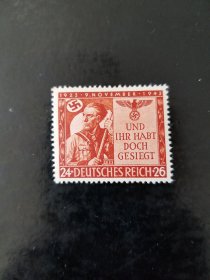 1923 · 9.NOVEMBER · 1943
UND
IHR HABT
DOCH
GESIEGT
24+ DEUTSCHES REICH 26